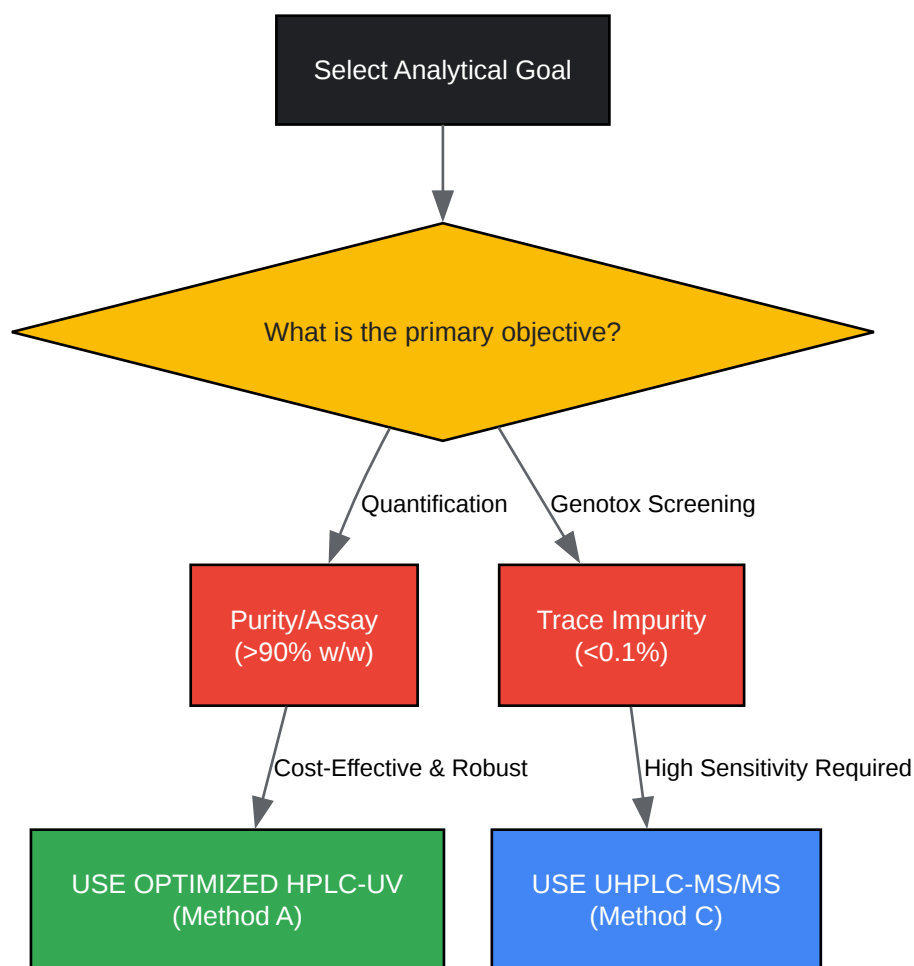 Select Analytical Goal
What is the primary objective?
Quantification
Genotox Screening
Purity/Assay
(>90% w/w)
Trace Impurity
(<0.1%)
Cost-Effective & Robust
High Sensitivity Required
USE OPTIMIZED HPLC-UV
(Method A)
USE UHPLC-MS/MS
(Method C)